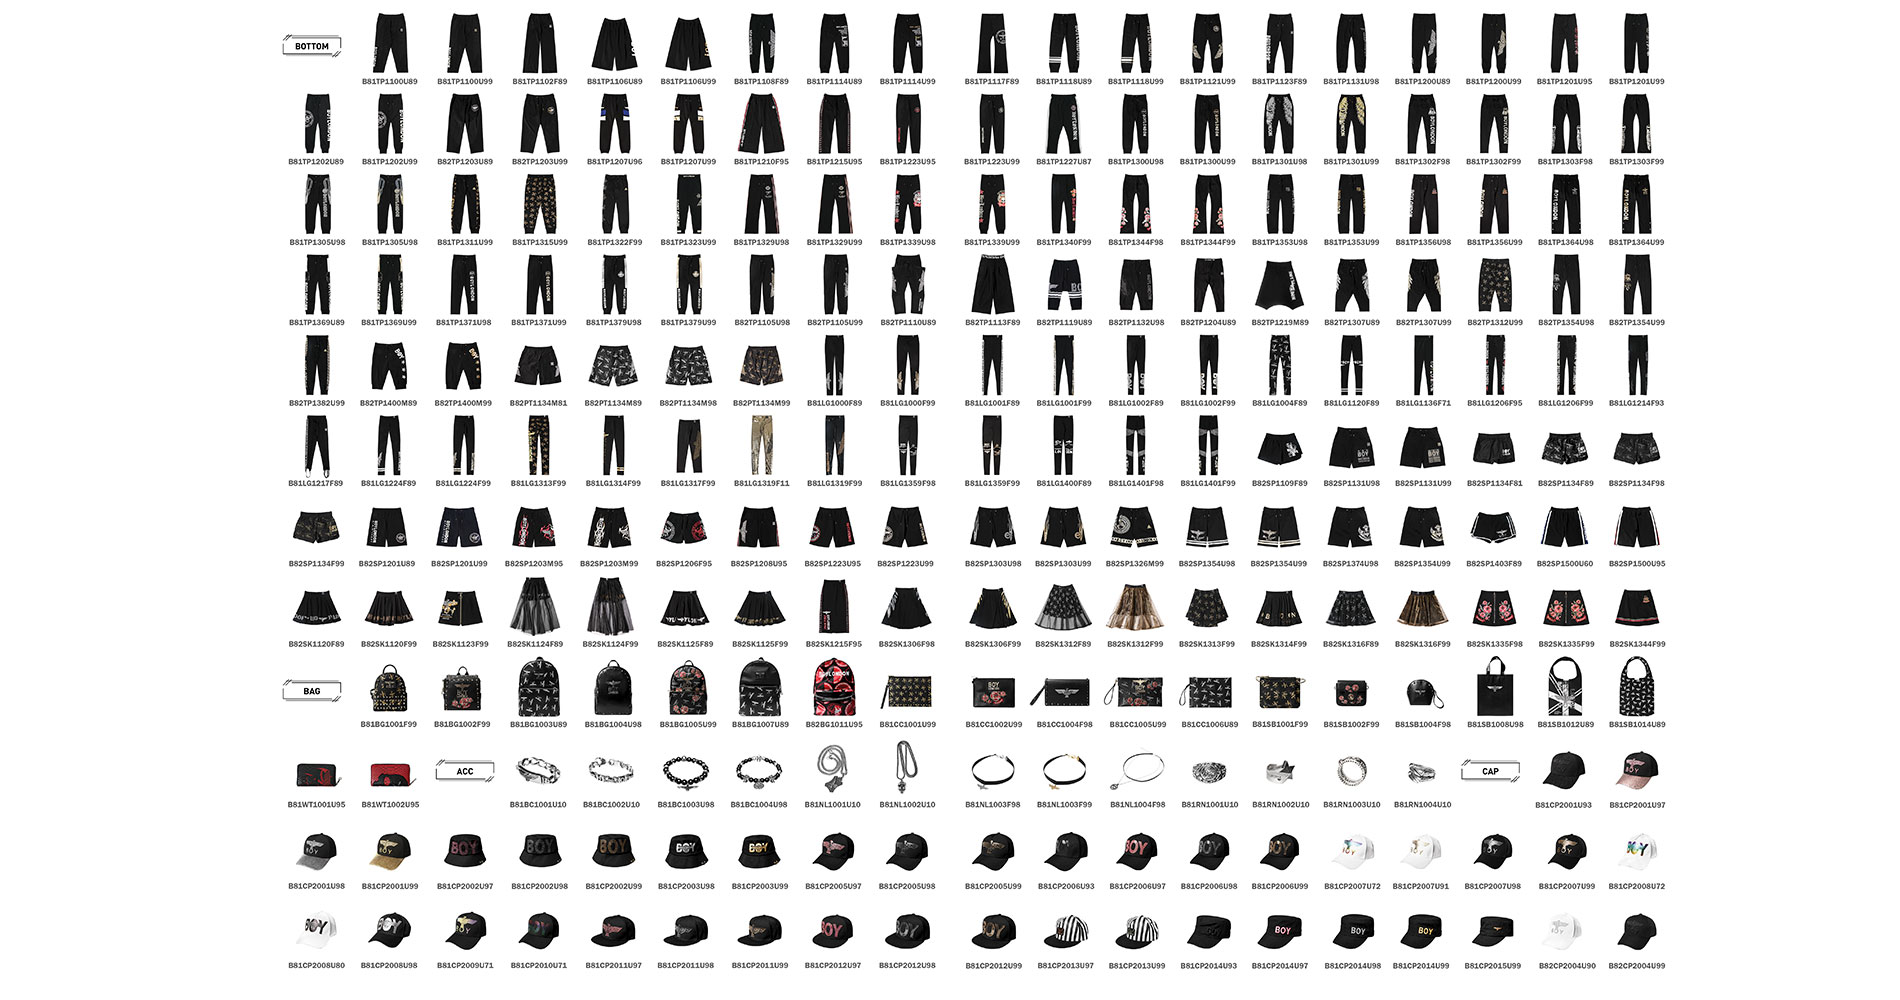 BOTTOM
B81TP1100U89 B81TP1100U99 B81TP1102F89 B81TP1106U89 B81TP1106U99 B81TP1108F89 B81TP1114U89 B81TP1114U99 B81TP1117F89 B81TP1118U89 B81TP1118U99 B81TP1121U99 B81TP1123F89 B81TP1131U98 B81TP1200U89 B81TP1200U99 B81TP1201U95 B81TP1201U99
B81TP1202U89 B81TP1202U99 B82TP1203U89 B82TP1203U99 B81TP1207U96 B81TP1207U99 B81TP1210F95 B81TP1215U95 B81TP1223U95 B81TP1223U99 B81TP1227U87 B81TP1300U98 B81TP1300U99 B81TP1301U98 B81TP1301U99 B81TP1302F98 B81TP1302F99 B81TP1303F98 B81TP1303F99
B81TP1305U98 B81TP1305U98 B81TP1311U99 B81TP1315U99 B81TP1322F99 B81TP1323U99 B81TP1329U98 B81TP1329U99 B81TP1339U98 B81TP1339U99 B81TP1340F99 B81TP1344F98 B81TP1344F99 B81TP1353U98 B81TP1353U99 B81TP1356U98 B81TP1356U99 B81TP1364U98 B81TP1364U99
B81TP1369U89 B81TP1369U99 B81TP1371U98 B81TP1371U99 B81TP1379U98 B81TP1379U99 B82TP1105U98 B82TP1105U99 B82TP1110U89 B82TP1113F89 B82TP1119U89 B82TP1132U98 B82TP1204U89 B82TP1219M89 B82TP1307U89 B82TP1307U99 B82TP1312U99 B82TP1354U98 B82TP1354U99
B82TP1382U99 B82TP1400M89 B82TP1400M99 B82PT1134M81 B82PT1134M89 B82PT1134M98 B82PT1134M99 B81LG1000F89 B81LG1000F99 B81LG1001F89 B81LG1001F99 B81LG1002F89 B81LG1002F99 B81LG1004F89 B81LG1120F89 B81LG1136F71 B81LG1206F95 B81LG1206F99 B81LG1214F93
B81LG1217F89 B81LG1224F89 B81LG1224F99 B81LG1313F99 B81LG1314F99 B81LG1317F99 B81LG1319F11 B81LG1319F99 B81LG1359F98 B81LG1359F99 B81LG1400F89 B81LG1401F98 B81LG1401F99 B82SP1109F89 B82SP1131U98 B82SP1131U99 B82SP1134F81 B82SP1134F89 B82SP1134F98
B82SP1134F99 B82SP1201U89 B82SP1201U99 B82SP1203M95 B82SP1203M99 B82SP1206F95 B82SP1208U95 B82SP1223U95 B82SP1223U99 B82SP1303U98 B82SP1303U99 B82SP1326M99 B82SP1354U98 B82SP1354U99 B82SP1374U98 B82SP1354U99 B82SP1403F89 B82SP1500U60 B82SP1500U95
B82SK1120F89 B82SK1120F99 B82SK1123F99 B82SK1124F89 B82SK1124F99 B82SK1125F89 B82SK1125F99 B82SK1215F95 B82SK1306F98 B82SK1306F99 B82SK1312F89 B82SK1312F99 B82SK1313F99 B82SK1314F99 B82SK1316F89 B82SK1316F99 B82SK1335F98 B82SK1335F99 B82SK1344F99
BAG
B81BG1001F99 B81BG1002F99 B81BG1003U89 B81BG1004U98 B81BG1005U99 B81BG1007U89 B82BG1011U95 B81CC1001U99 B81CC1002U99 B81CC1004F98 B81CC1005U99 B81CC1006U89 B81SB1001F99 B81SB1002F99 B81SB1004F98 B81SB1008U98 B81SB1012U89 B81SB1014U89
ACC
CAP
B81WT1001U95 B81WT1002U95 B81BC1001U10 B81BC1002U10 B81BC1003U98 B81BC1004U98 B81NL1001U10 B81NL1002U10 B81NL1003F98 B81NL1003F99 B81NL1004F98 B81RN1001U10 B81RN1002U10 B81RN1003U10 B81RN1004U10 B81CP2001U93 B81CP2001U97
B81CP2001U98 B81CP2001U99 B81CP2002U97 B81CP2002U98 B81CP2002U99 B81CP2003U98 B81CP2003U99 B81CP2005U97 B81CP2005U98 B81CP2005U99 B81CP2006U93 B81CP2006U97 B81CP2006U98 B81CP2006U99 B81CP2007U72 B81CP2007U91 B81CP2007U98 B81CP2007U99 B81CP2008U72
B81CP2008U80 B81CP2008U98 B81CP2009U71 B81CP2010U71 B81CP2011U97 B81CP2011U98 B81CP2011U99 B81CP2012U97 B81CP2012U98 B81CP2012U99 B81CP2013U97 B81CP2013U99 B81CP2014U93 B81CP2014U97 B81CP2014U98 B81CP2014U99 B81CP2015U99 B82CP2004U90 B82CP2004U99